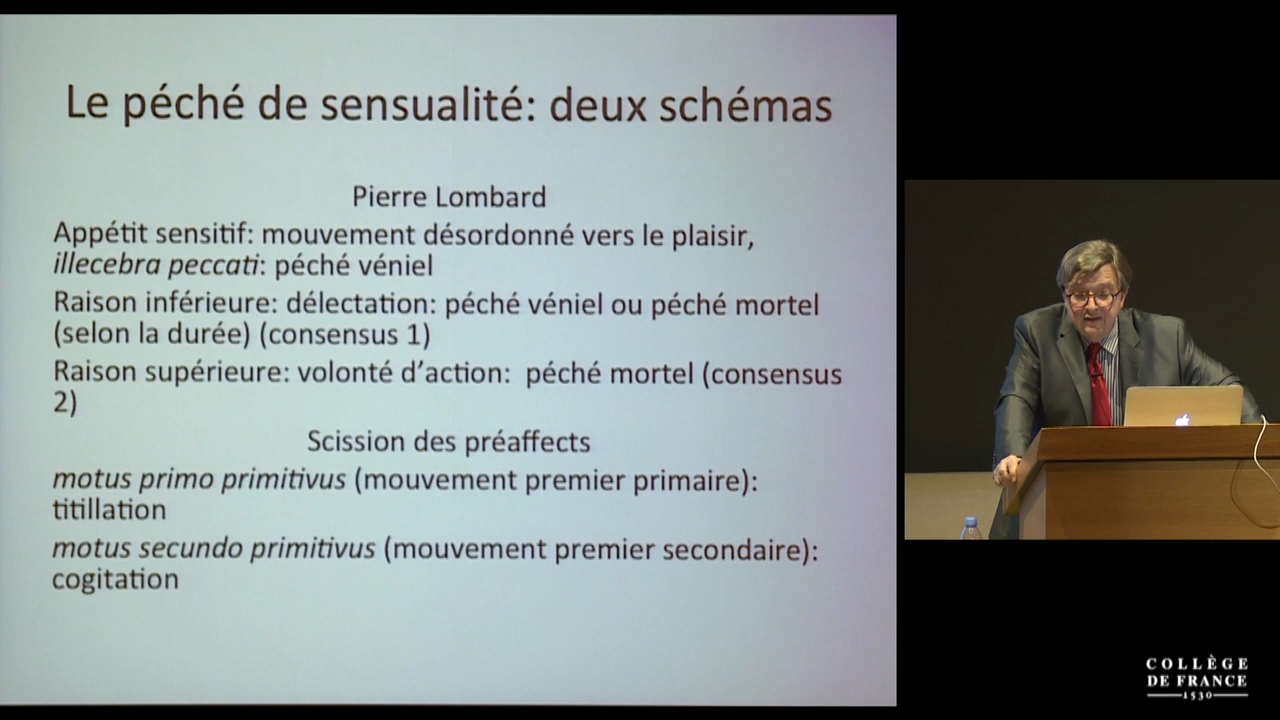 Le péché de sensualité: deux schémas
Pierre Lombard
Appétit sensitif: mouvement désordonné vers le plaisir,
illecebra peccati: péché véniel
Raison inférieure: délectation: péché véniel ou péché mortel
(selon la durée) (consensus 1)
Raison supérieure: volonté d’action:  péché mortel (consensus
2)
Scission des préaffects
motus primo primitivus (mouvement premier primaire):
titillation
motus secundo primitivus (mouvement premier secondaire):
cogitation
COLLÈGE
DE FRANCE
1530